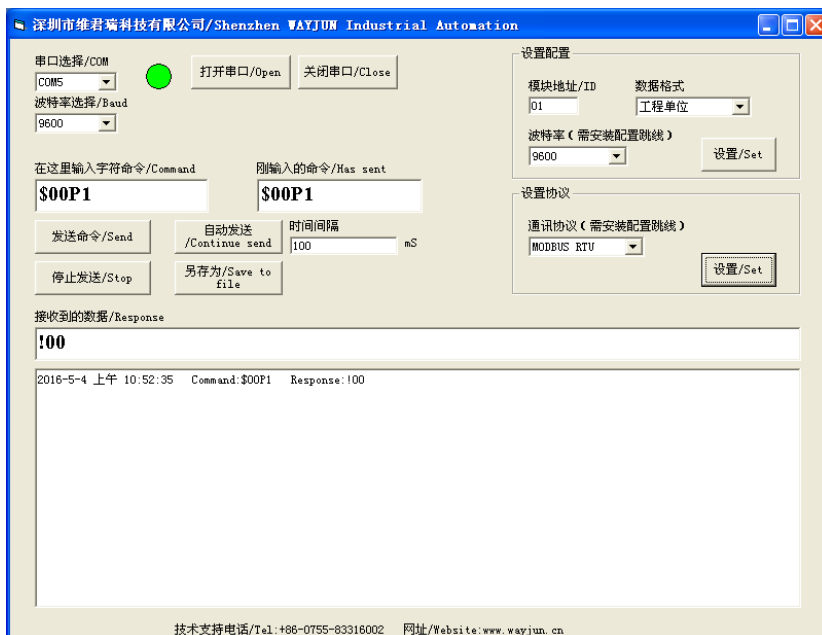 深圳市维君瑞科技有限公司/Shenzhen WAYJUN Industrial Automation
串口选择/COM
COM5
打开串口/Open
关闭串口/Close
波特率选择/Baud
9600
设置配置
模块地址/ID
数据格式
01
工程单位
波特率(需安装配置跳线)
9600
设置/Set
在这里输入字符命令/Command
刚输入的命令/Has sent
$00P1
$00P1
设置协议
通讯协议(需安装配置跳线)
MODBUS RTU
设置/Set
发送命令/Send
自动发送
/Continue send
时间间隔
100
mS
停止发送/Stop
另存为/Save to
file
接收到的数据/Response
!00
2016-5-4 上午 10:52:35 Command:$00P1 Response:!00
技术支持电话/Tel:+86-0755-83316002 网址/Website:www.wayjun.cn